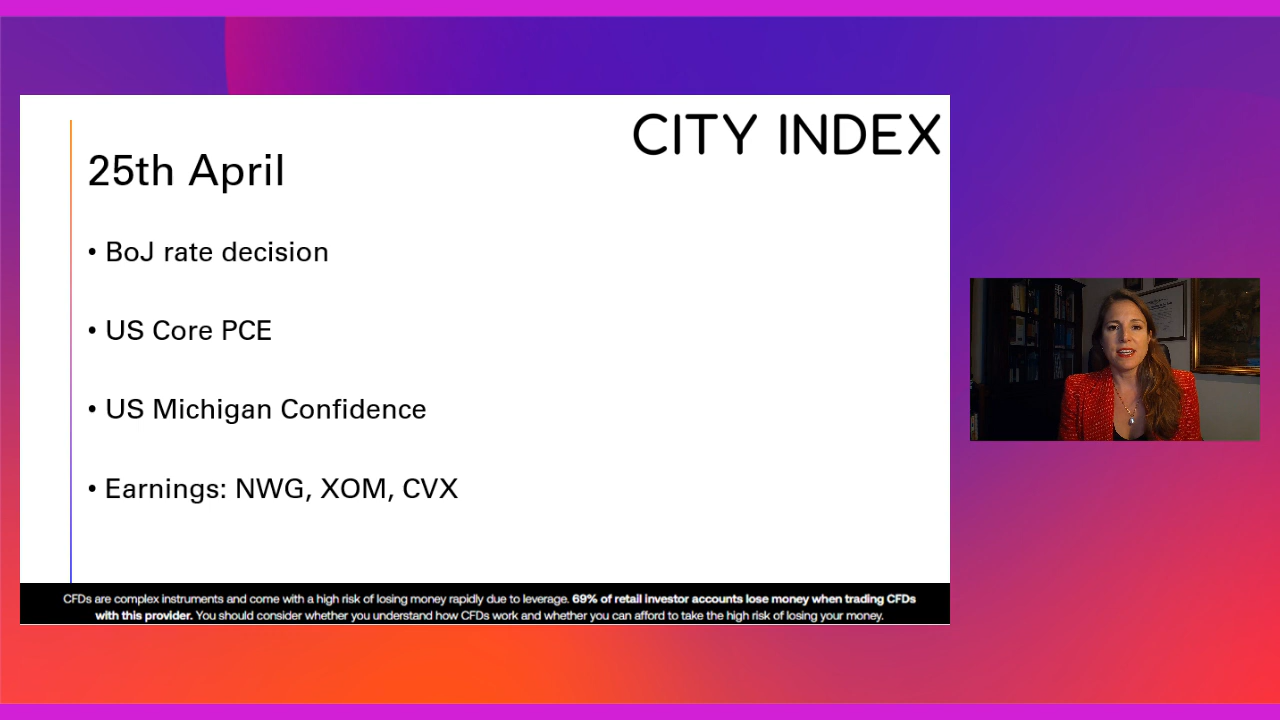 CITY INDEX
25th April
• BoJ rate decision
• US Core PCE
• US Michigan Confidence
• Earnings: NWG, XOM, CVX
CFDs are complex instruments and come with a high risk of losing money rapidly due to leverage. 69% of retail investor accounts lose money when trading CFDs
with this provider. You should consider whether you understand how CFDs work and whether you can afford to take the high risk of losing your money.